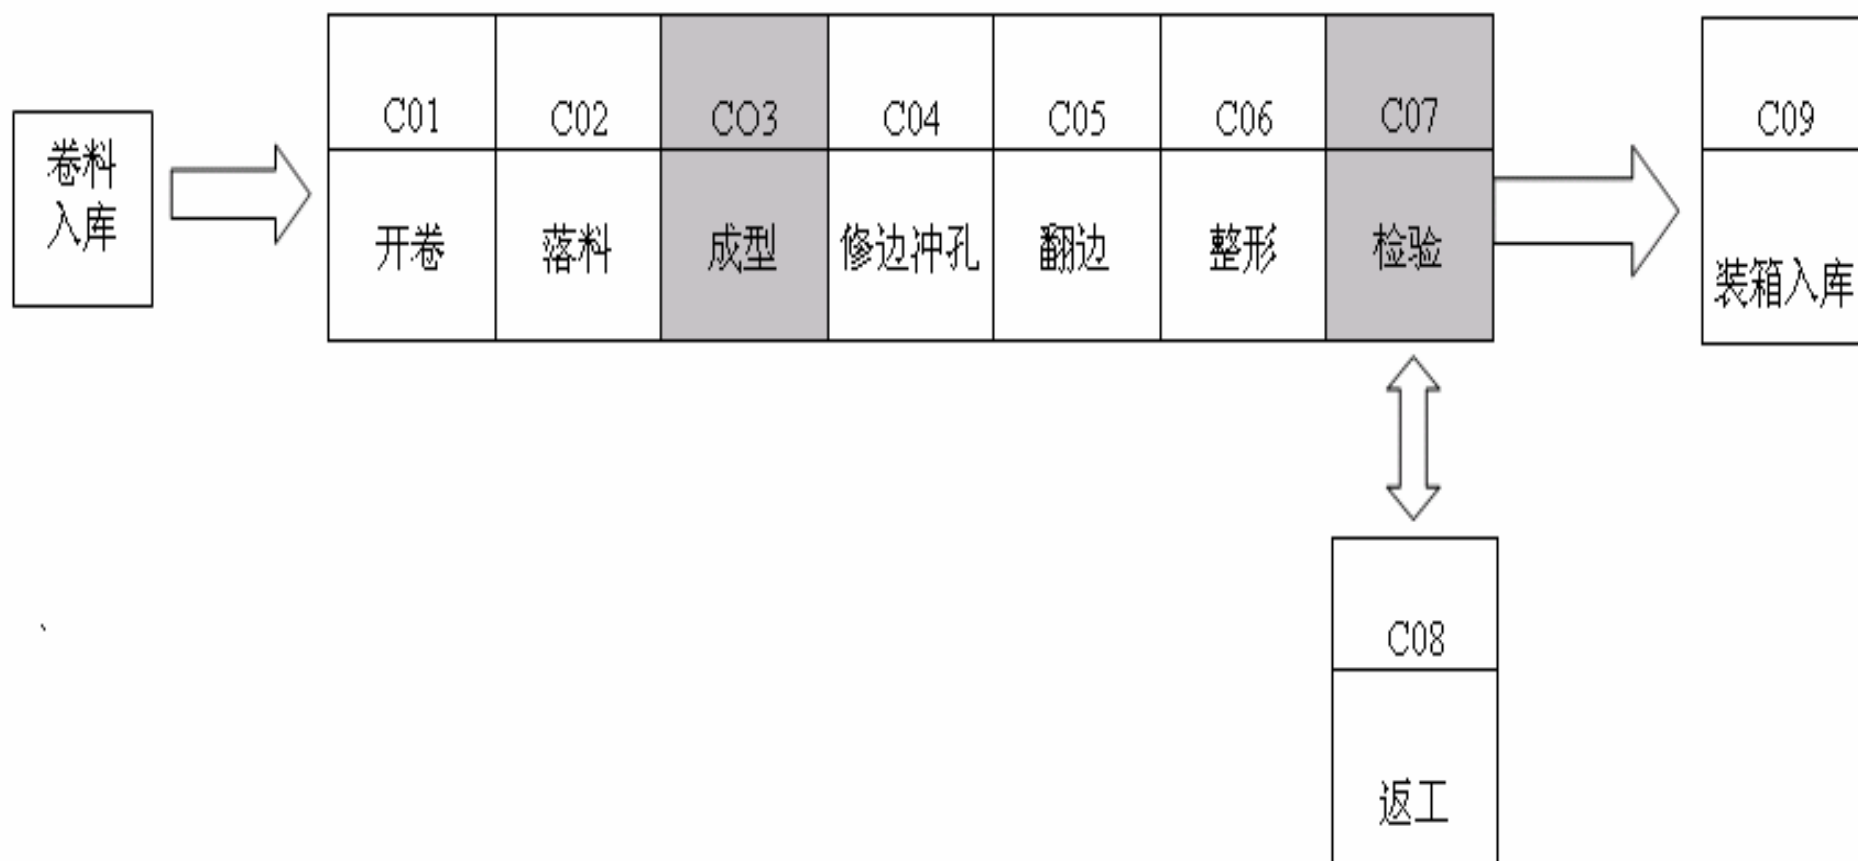 卷料
入库
C01
C02
CO3
C04
C05
C06
C07
C09
开卷
落料
成型
修边冲孔
翻边
整形
检验
装箱入库
、
C08
返工